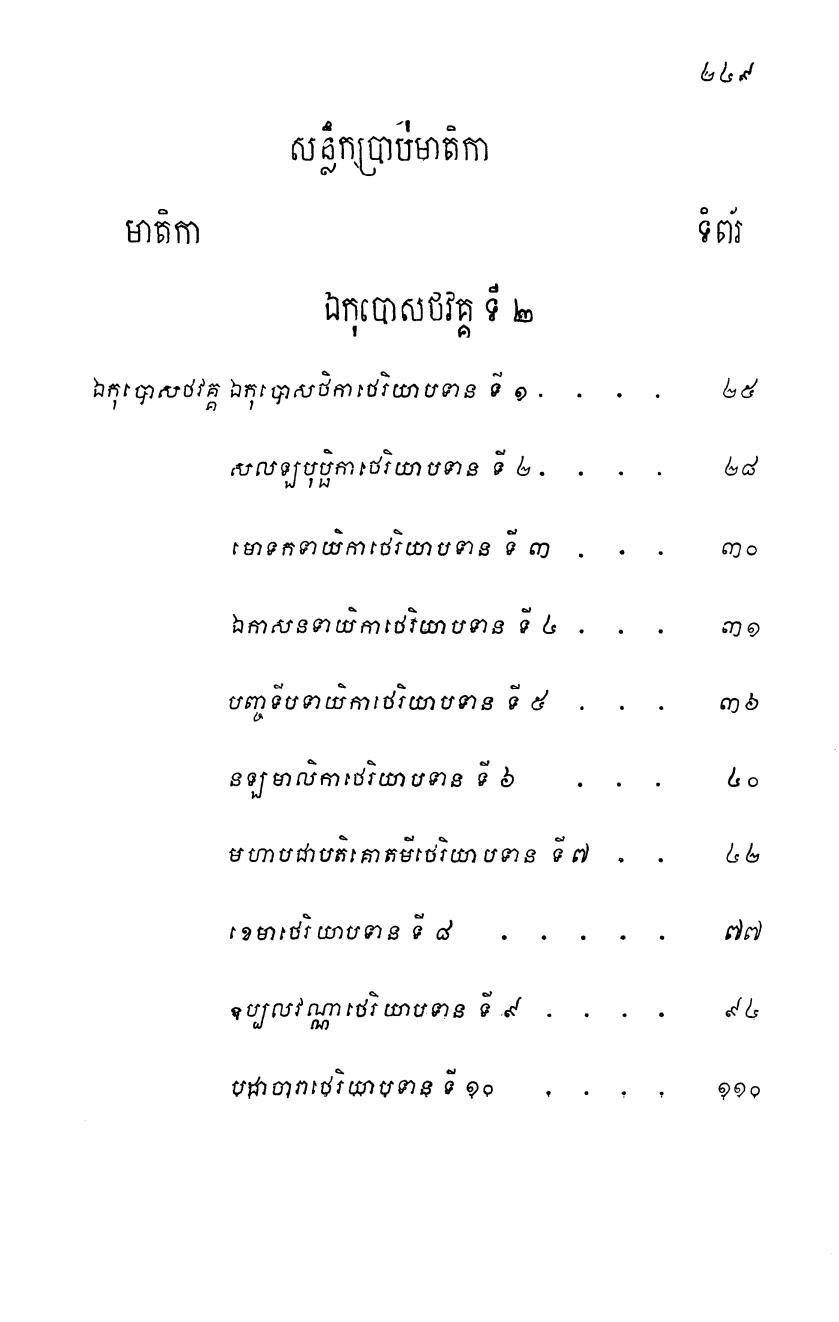 ២៤៩
សន្លឹកប្រាប់មាតិកា
មាតិកា ទំព័រ
ឯកុបោសថវគ្គ ទី ២
ឯកុបោសថវគ្គ ឯកុបោសថិកាថេរិយាបទាន ទី ១ . . . . ២៥
សលឡបុប្ផិកាថេរិយាបទាន ទី ២ . . . . ២៨
មោទកទាយិកាថេរិយាបទាន ទី ៣ . . . ៣០
ឯកាសនទាយិកាថេរិយាបទាន ទី ៤ . . . ៣១
បញ្ចទីបទាយិកាថេរិយាបទាន ទី ៥ . . . ៣៦
នឡមាលិកាថេរិយាបទាន ទី ៦ . . . ៤០
មហាបជាបតិគោតមីថេរិយាបទាន ទី ៧ . . ៤២
ខេមាថេរិយាបទាន ទី ៨ . . . . . ៧៧
ឧប្បលវណ្ណាថេរិយាបទាន ទី ៩ . . . . ៩៤
បដាចារាថេរិយាបទាន ទី ១០ . . . . ១១០